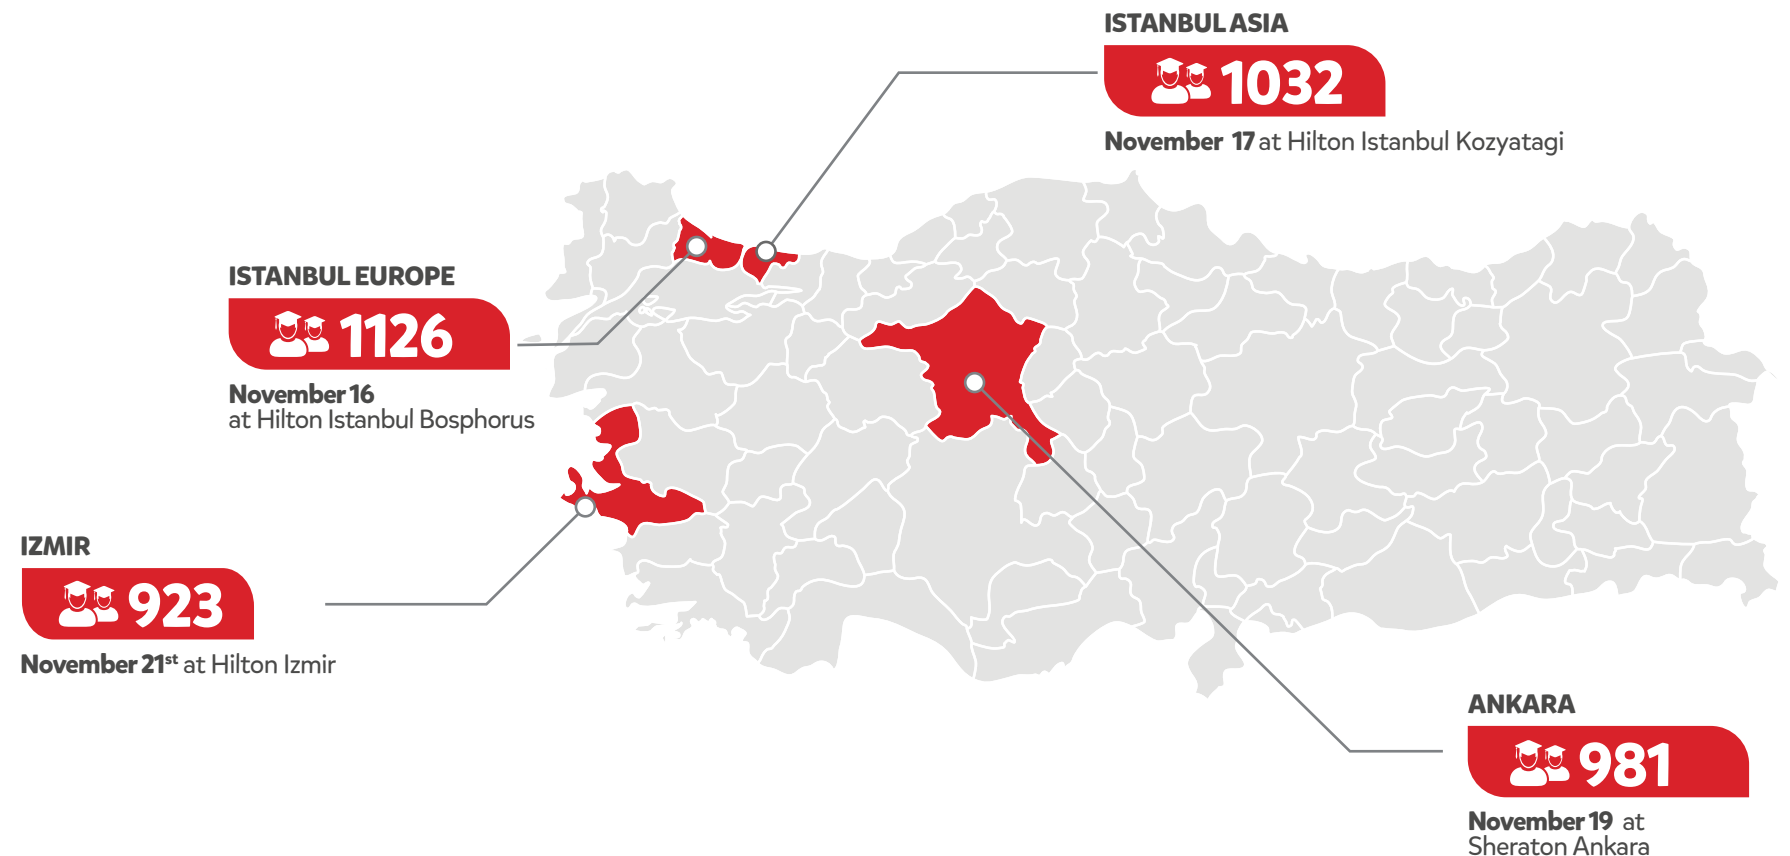 ISTANBUL ASIA
1032
November 17 at Hilton Istanbul Kozyatagi
ISTANBUL EUROPE
1126
November 16
at Hilton Istanbul Bosphorus
IZMIR
923
November 21st at Hilton Izmir
ANKARA
981
November 19 at
Sheraton Ankara